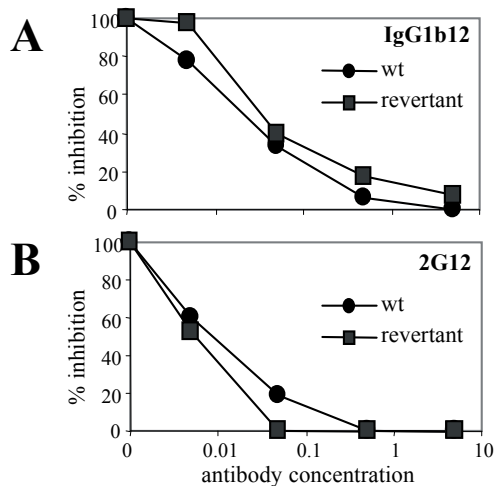 A
IgG1b12
wt
revertant
100
80
60
40
20
0
% inhibition
B
2G12
wt
revertant
100
80
60
40
20
0
% inhibition
0 0.01 0.1 1 10
antibody concentration